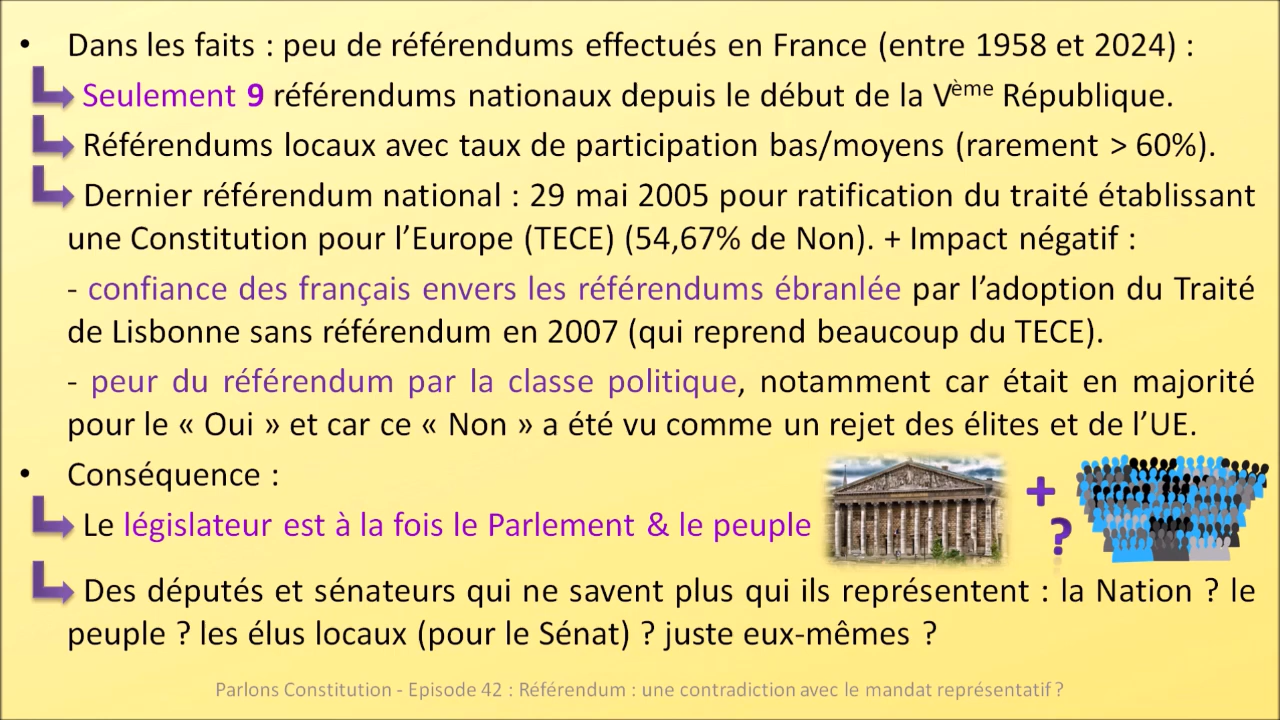 • Dans les faits : peu de référendums effectués en France (entre 1958 et 2024) :
Seulement 9 référendums nationaux depuis le début de la Vème République.
Référendums locaux avec taux de participation bas/moyens (rarement > 60%).
Dernier référendum national : 29 mai 2005 pour ratification du traité établissant
une Constitution pour l’Europe (TECE) (54,67% de Non). + Impact négatif :
- confiance des français envers les référendums ébranlée par l’adoption du Traité
de Lisbonne sans référendum en 2007 (qui reprend beaucoup du TECE).
- peur du référendum par la classe politique, notamment car était en majorité
pour le « Oui » et car ce « Non » a été vu comme un rejet des élites et de l’UE.
• Conséquence :
+
Le législateur est à la fois le Parlement & le peuple
?
Des députés et sénateurs qui ne savent plus qui ils représentent : la Nation ? le
peuple ? les élus locaux (pour le Sénat) ? juste eux-mêmes ?
Parlons Constitution - Episode 42 : Référendum : une contradiction avec le mandat représentatif ?